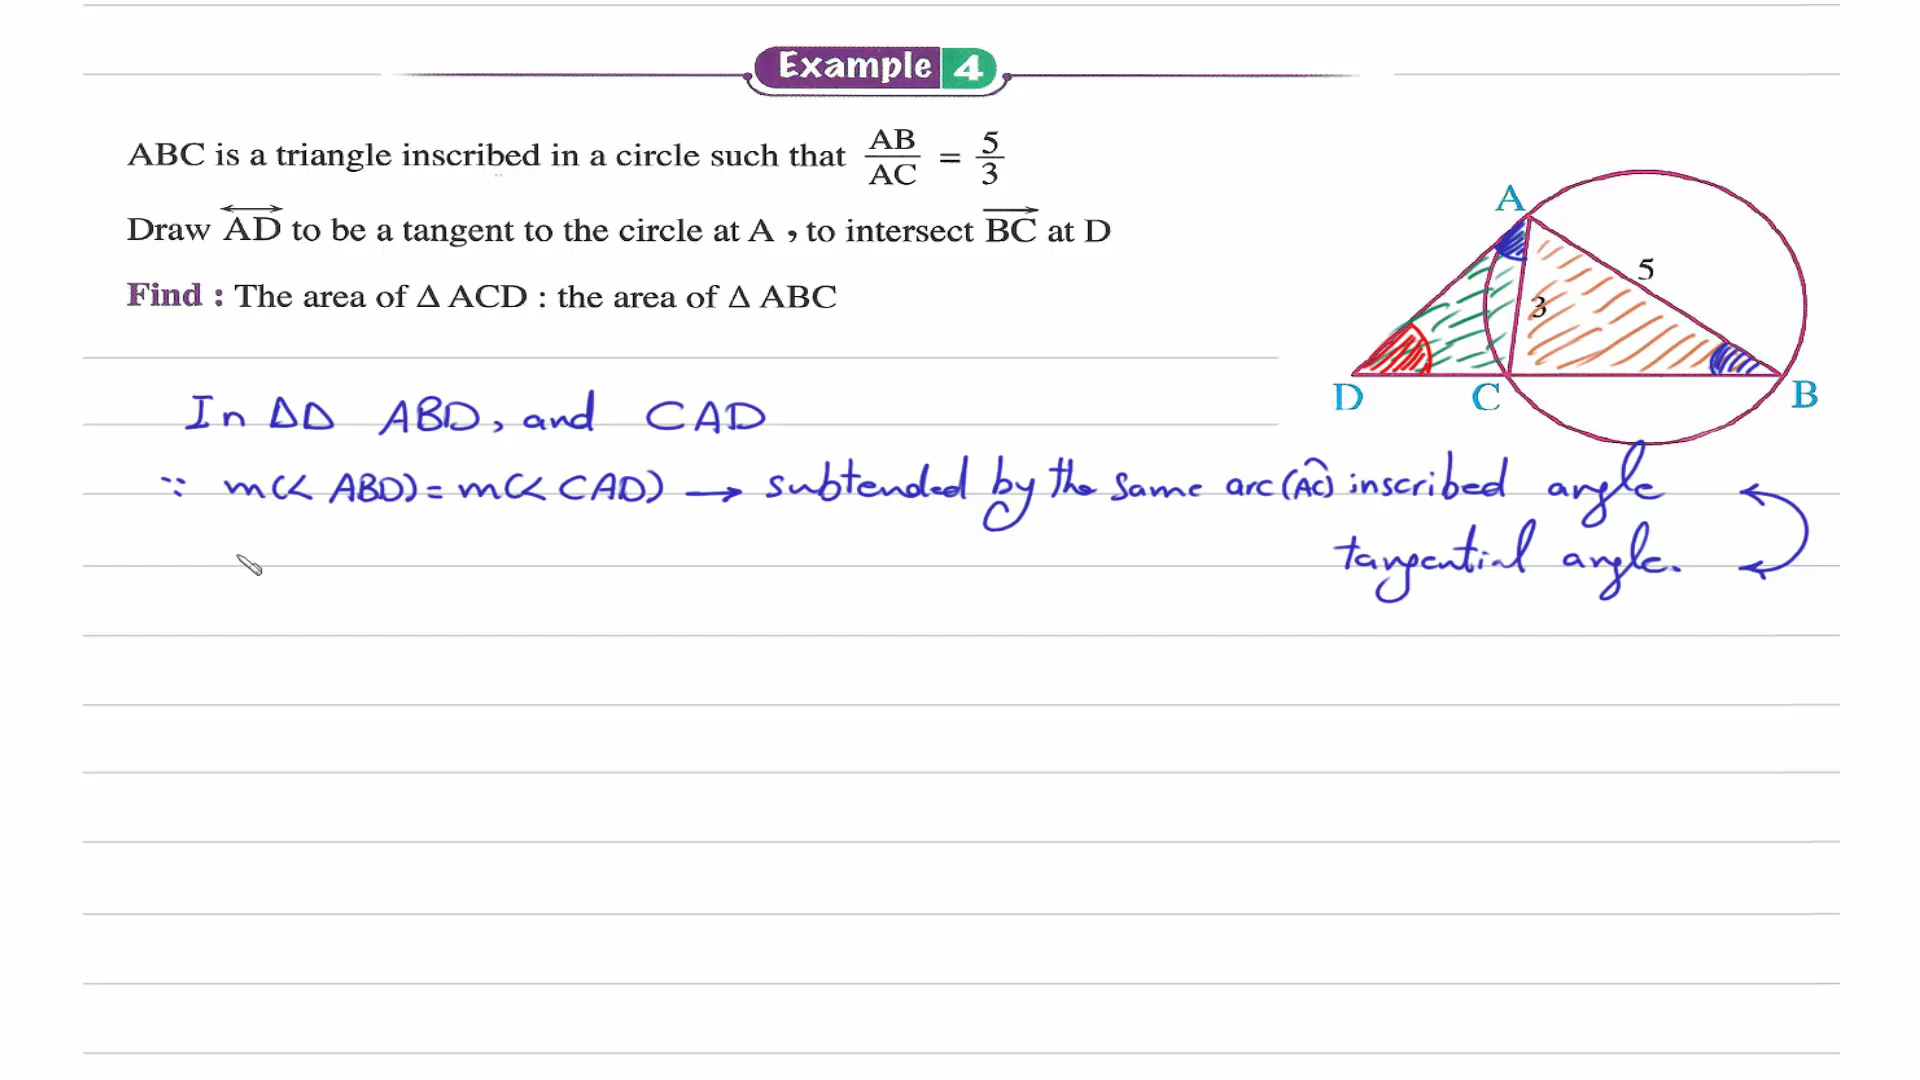 Example 4
ABC is a triangle inscribed in a circle such that AB/AC = 5/3
Draw AD to be a tangent to the circle at A , to intersect BC at D
Find : The area of Δ ACD : the area of Δ ABC
A
5
3
D
C
B
In ΔΔ ABD, and CAD
∵ m(< ABD) = m(< CAD) → subtended by the same arc (AC) inscribed angle
tangential angle.